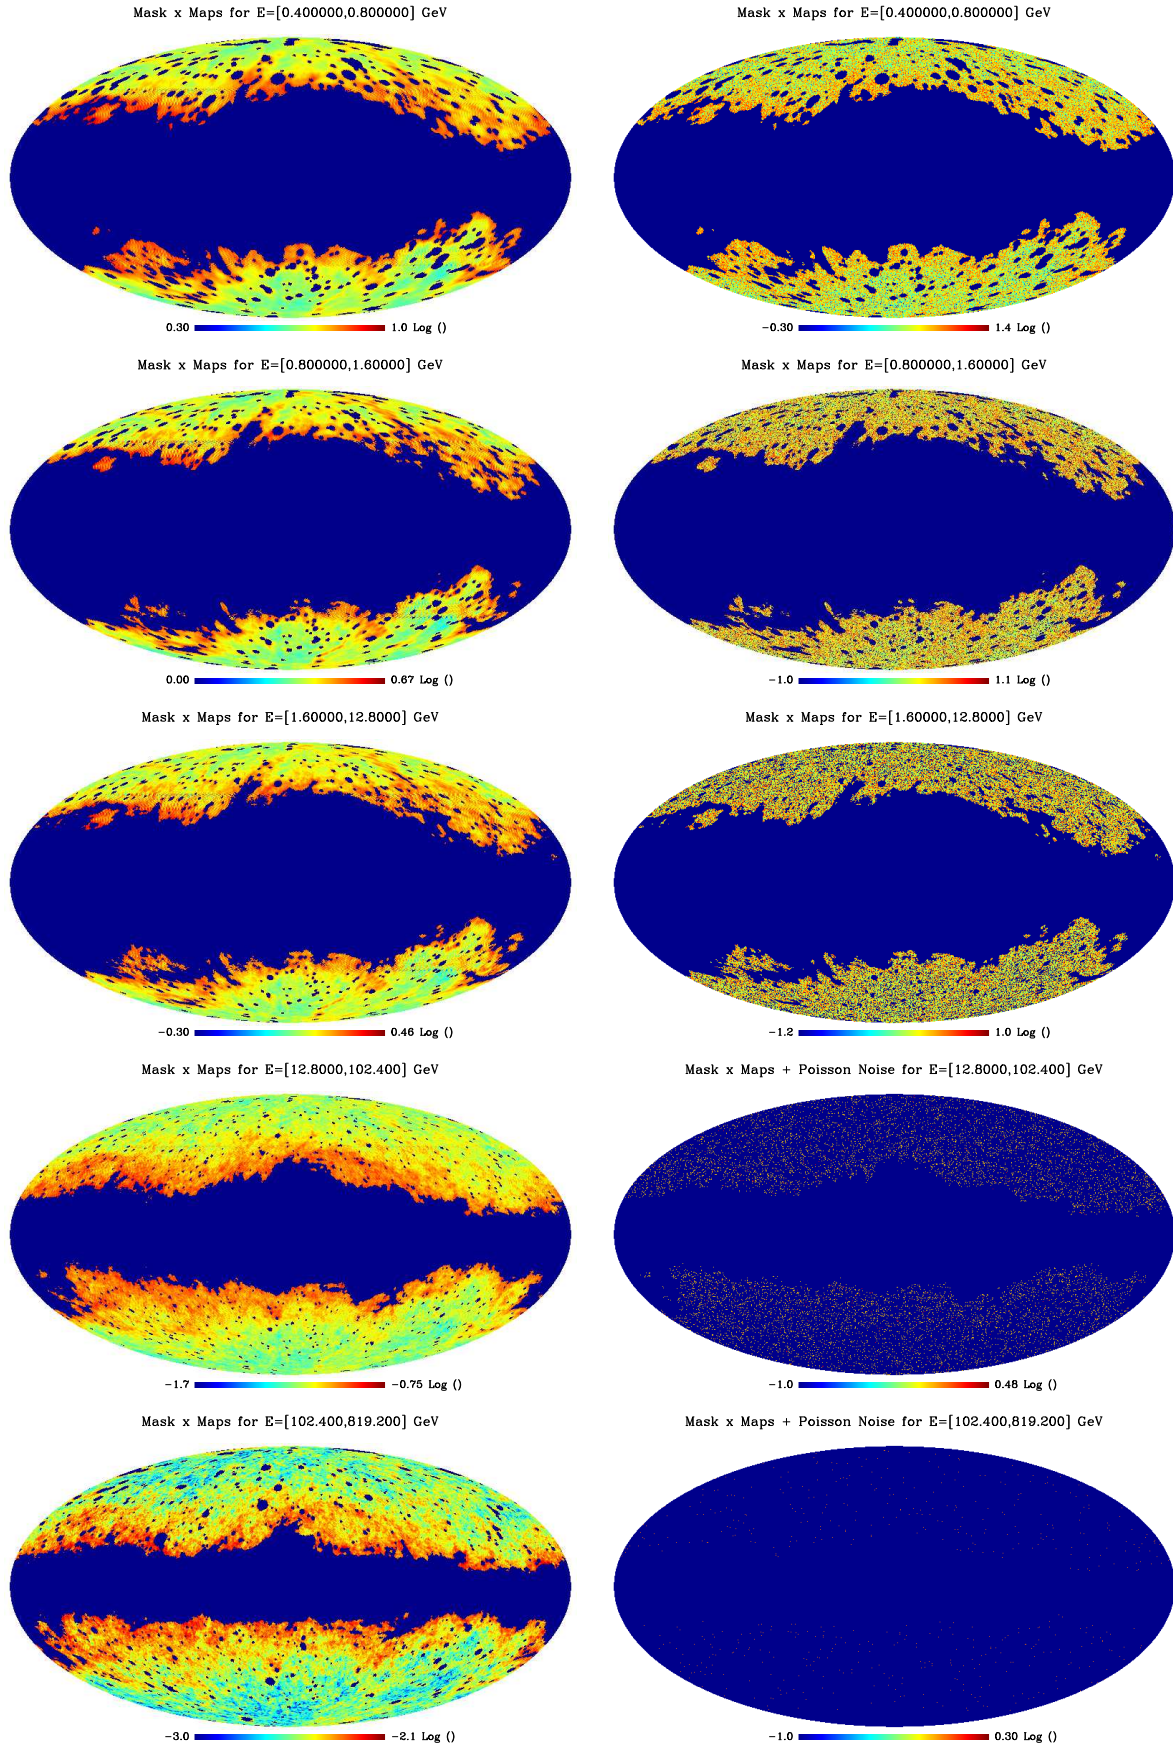 Mask x Maps for E=[0.400000,0.800000] GeV
Mask x Maps for E=[0.400000,0.800000] GeV
0.30 1.0 Log ()
−0.30 1.4 Log ()
Mask x Maps for E=[0.800000,1.60000] GeV
Mask x Maps for E=[0.800000,1.60000] GeV
0.00 0.67 Log ()
−1.0 1.1 Log ()
Mask x Maps for E=[1.60000,12.8000] GeV
Mask x Maps for E=[1.60000,12.8000] GeV
−0.30 0.46 Log ()
−1.2 1.0 Log ()
Mask x Maps for E=[12.8000,102.400] GeV
Mask x Maps + Poisson Noise for E=[12.8000,102.400] GeV
−1.7 −0.75 Log ()
−1.0 0.48 Log ()
Mask x Maps for E=[102.400,819.200] GeV
Mask x Maps + Poisson Noise for E=[102.400,819.200] GeV
−3.0 −2.1 Log ()
−1.0 0.30 Log ()